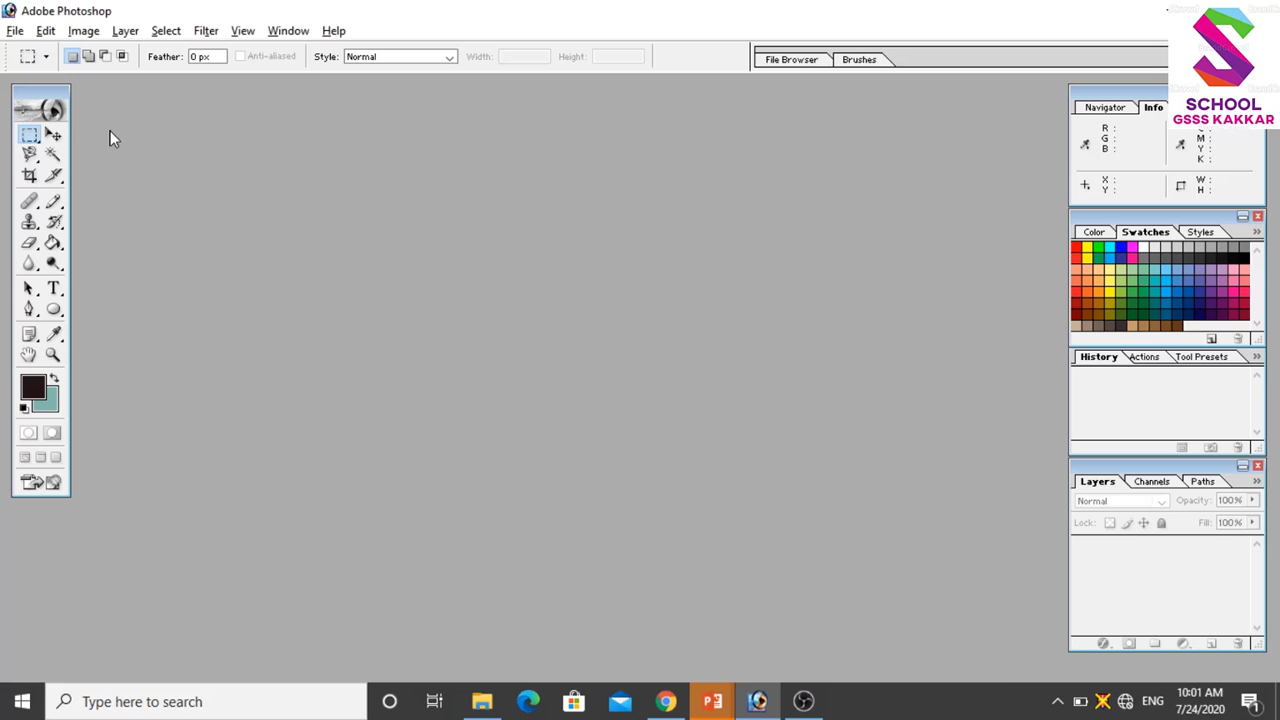 Adobe Photoshop
File Edit Image Layer Select Filter View Window Help
Feather: 0 px Anti-aliased Style: Normal Width: Height: File Browser Brushes
SCHOOL
GSSS KAKKAR
Navigator Info
R :
G :
B :
M :
Y :
K :
X :
Y :
W :
H :
Color Swatches Styles
History Actions Tool Presets
Layers Channels Paths
Normal Opacity: 100%
Lock: Fill: 100%
Type here to search
ENG 10:01 AM
7/24/2020